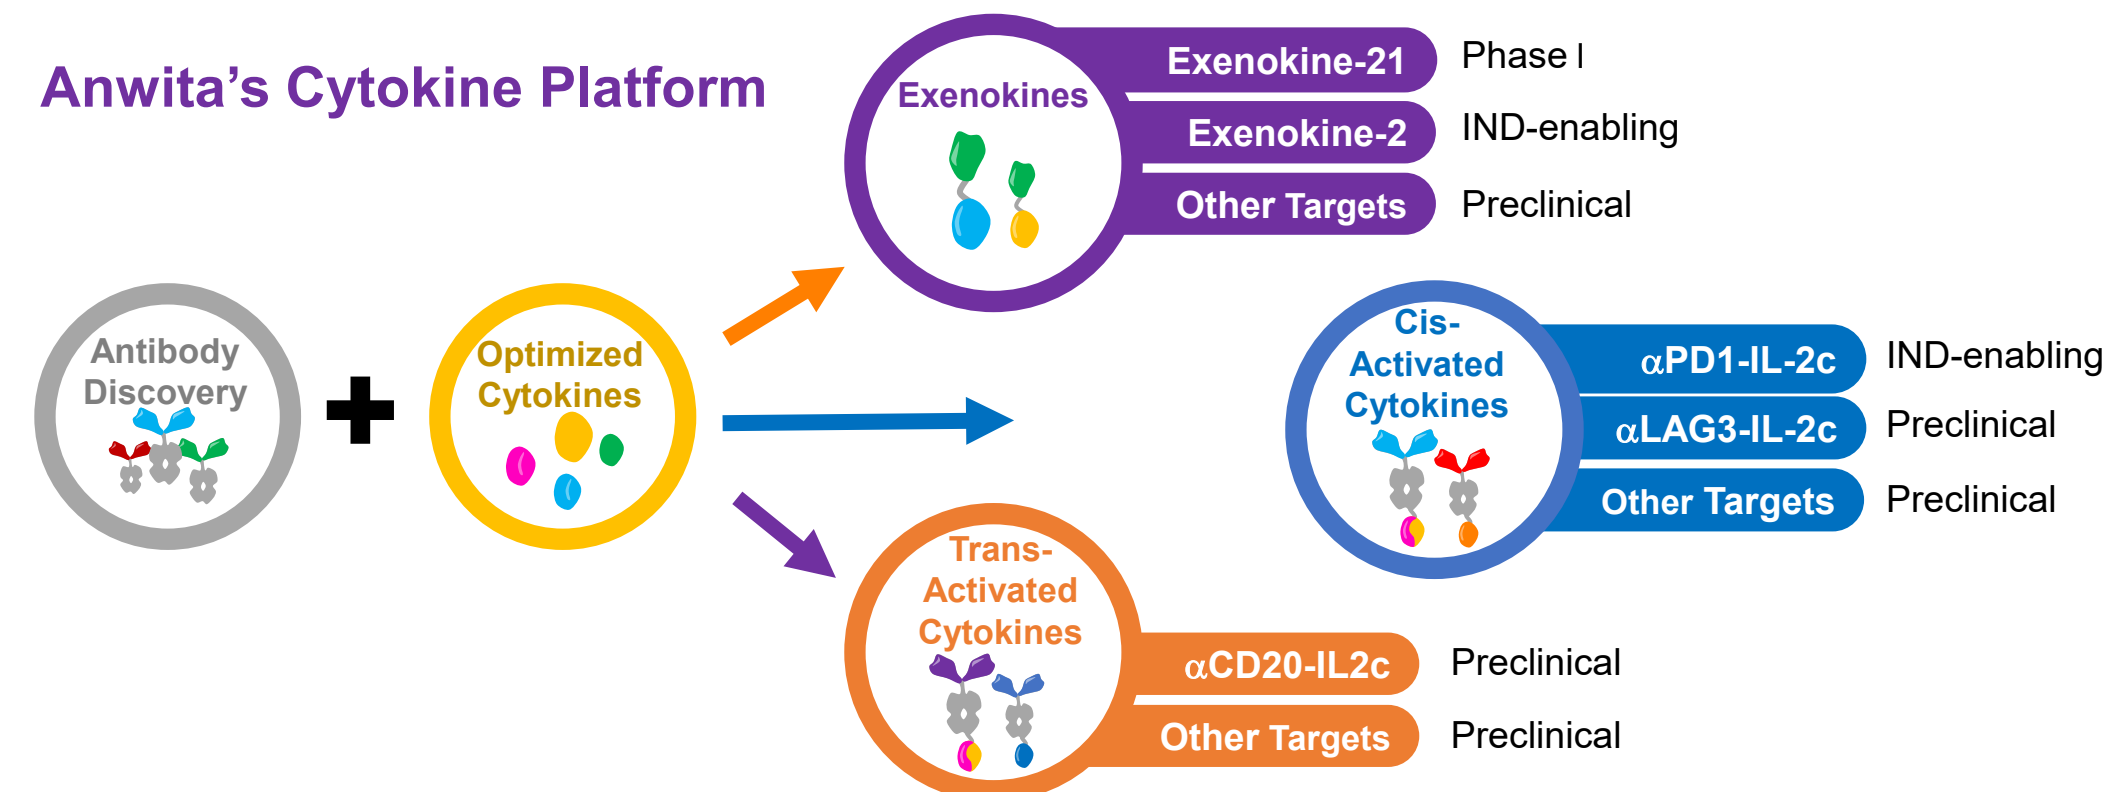 Anwita’s Cytokine Platform
Exenokines
Exenokine-21
Phase I
Exenokine-2
IND-enabling
Other Targets
Preclinical
Antibody
Discovery
Optimized
Cytokines
Cis-
Activated
Cytokines
αPD1-IL-2c
IND-enabling
αLAG3-IL-2c
Preclinical
Other Targets
Preclinical
Trans-
Activated
Cytokines
αCD20-IL2c
Preclinical
Other Targets
Preclinical